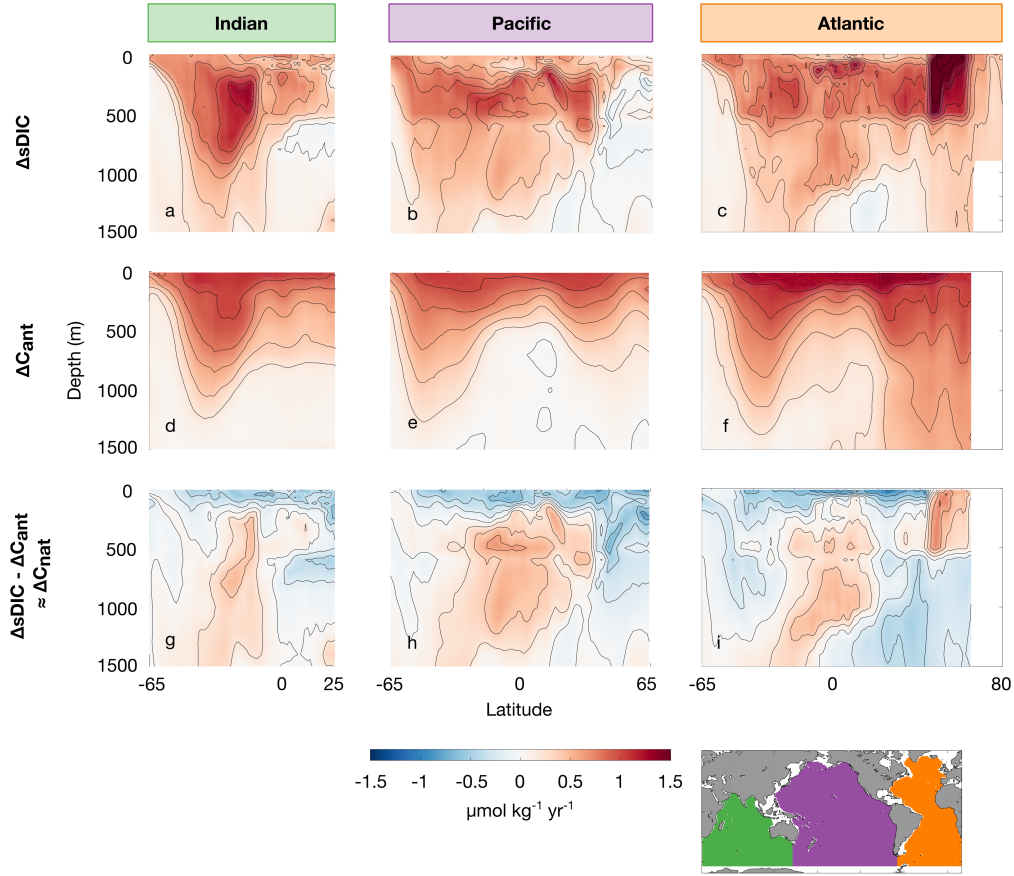 Indian Pacific Atlantic
ΔsDIC
0
500
1000
1500
a b c
ΔCant
Depth (m)
0
500
1000
1500
d e f
ΔsDIC - ΔCant
≈ ΔCnat
0
500
1000
1500
g h i
-65 0 25 -65 0 65 -65 0 80
Latitude
-1.5 -1 -0.5 0 0.5 1 1.5
μmol kg-1 yr-1